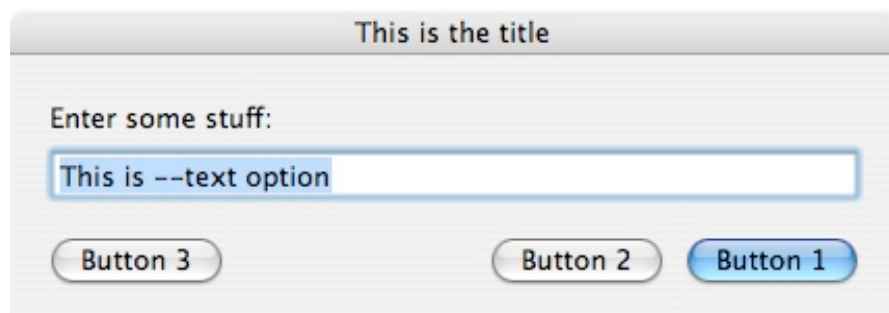 This is the title
Enter some stuff:
This is --text option
Button 3 Button 2 Button 1